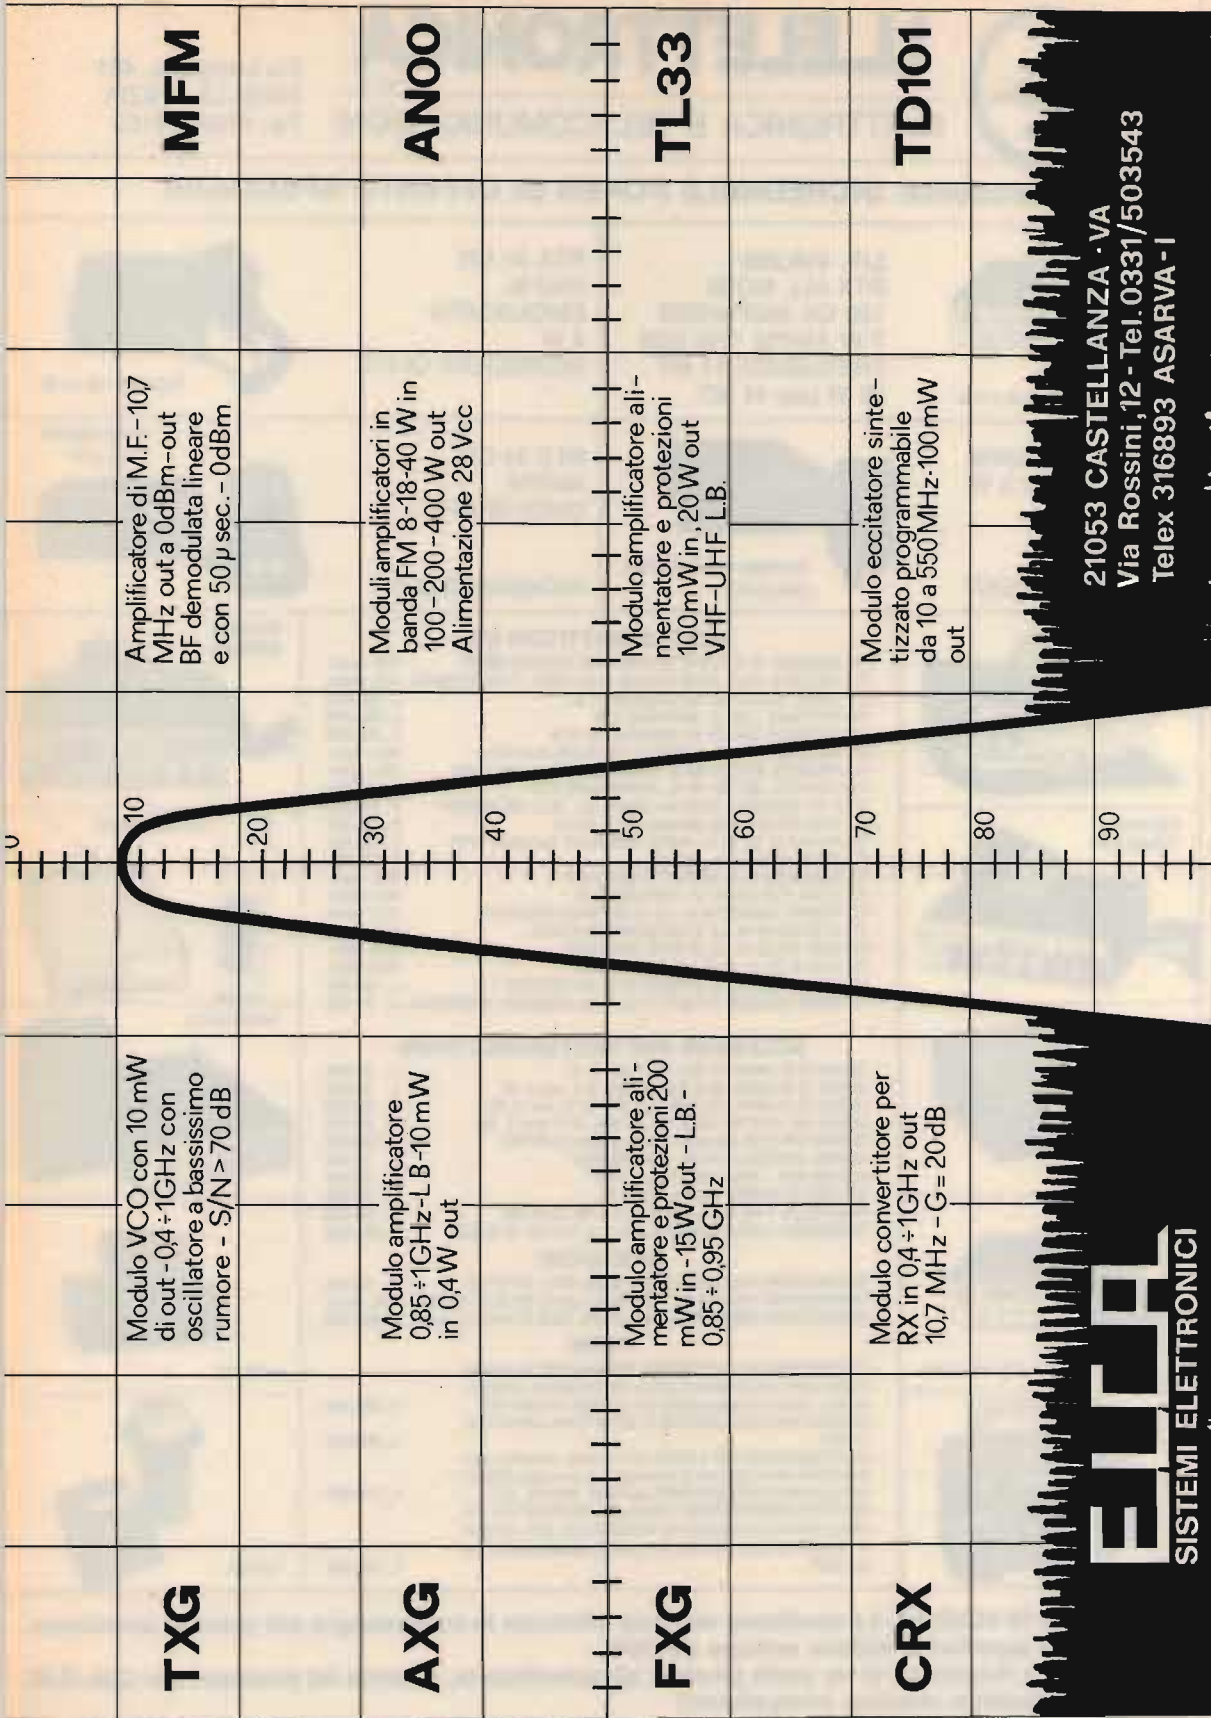 TXG
Modulo VCO con 10 mW
di out - 0,4 ÷ 1GHz con
oscillatore a bassissimo
rumore - S/N > 70 dB
AXG
Modulo amplificatore
0,85 ÷ 1GHz - LB - 10 mW
in 0,4 W out
FXG
Modulo amplificatore ali-
mentatore e protezioni 200
mW in - 15 W out - L.B. -
0,85 ÷ 0,95 GHz
CRX
Modulo convertitore per
RX in 0,4 ÷ 1GHz out
10,7 MHz - G = 20 dB
0
10
20
30
40
50
60
70
80
90
Amplificatore di M.F. - 10,7
MHz out a 0dBm - out
BF demodulata lineare
e con 50 µ sec. - 0dBm
MFM
Moduli amplificatori in
banda FM 8-18-40 W in
100-200-400 W out
Alimentazione 28 Vcc
AN00
Modulo amplificatore ali-
mentatore e protezioni
100mW in, 20 W out
VHF-UHF L.B.
TL33
Modulo eccitatore sinte-
tizzato programmabile
da 10 a 550 MHz - 100 mW
out
TD101
ELCA
SISTEMI ELETTRONICI
21053 CASTELLANZA - VA
Via Rossini, 12 - Tel. 0331/503543
Telex 316893 ASARVA - I